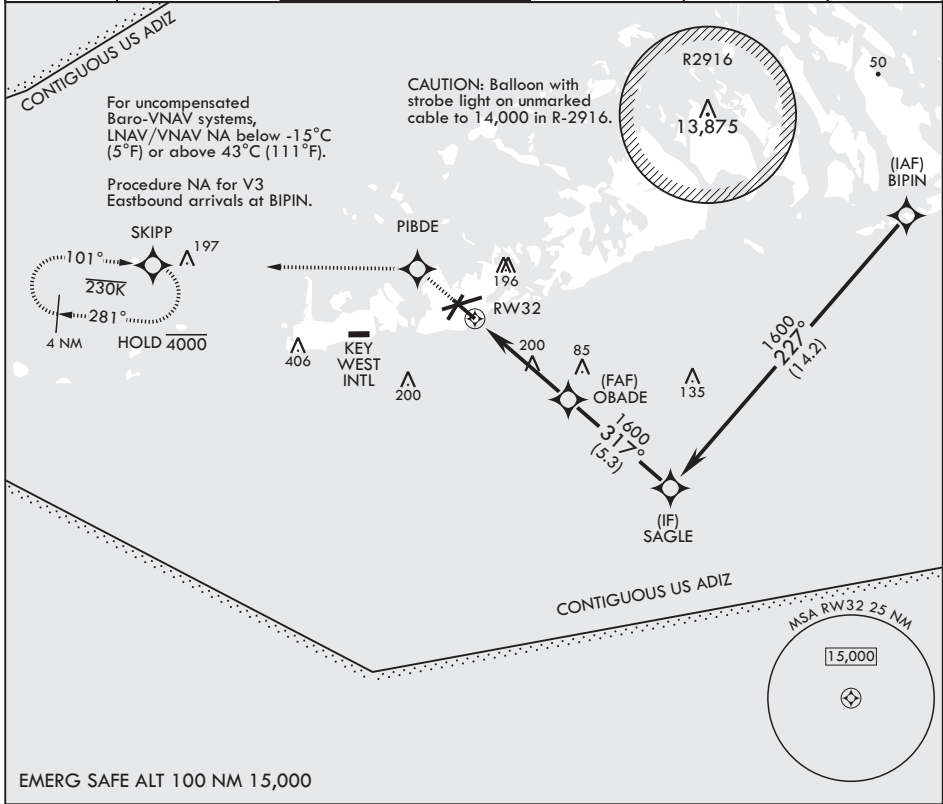 CONTIGUOUS US ADIZ
For uncompensated
Baro-VNAV systems,
LNAV/VNAV NA below -15°C
(5°F) or above 43°C (111°F).
Procedure NA for V3
Eastbound arrivals at BIPIN.
CAUTION: Balloon with
strobe light on unmarked
cable to 14,000 in R-2916.
R2916
13,875
50
(IAF)
BIPIN
SKIPP
197
101°
230K
281°
4 NM
HOLD 4000
PIBDE
196
RW32
406
KEY
WEST
INTL
200
200
85
(FAF)
OBADE
135
1600
227°
(14.2)
1600
317°
(5.3)
(IF)
SAGLE
CONTIGUOUS US ADIZ
MSA RW32 25 NM
15,000
EMERG SAFE ALT 100 NM 15,000